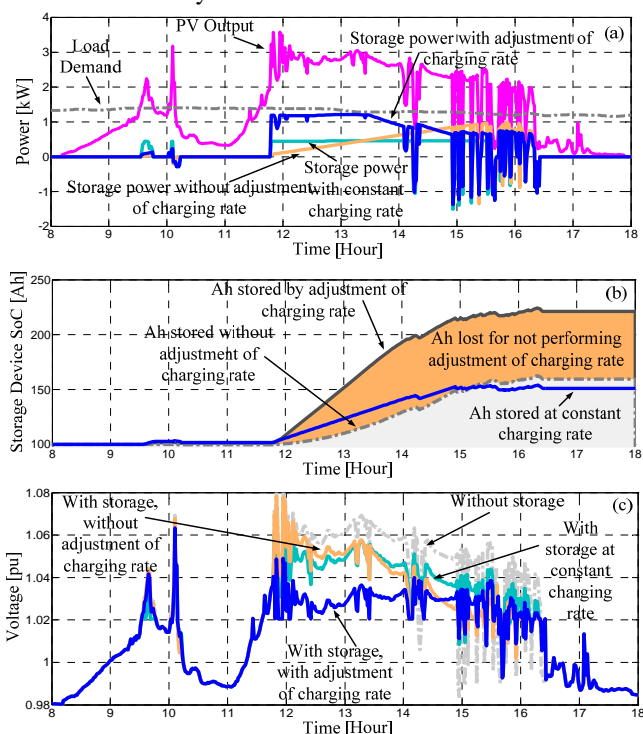 (a)
PV Output
Load
Demand
Storage power with adjustment of
charging rate
Storage power without adjustment
of charging rate
Storage power
with constant
charging rate
Power [kW]
4
3
2
1
0
-1
-2
8 9 10 11 12 13 14 15 16 17 18
Time [Hour]
(b)
Ah stored by adjustment of
charging rate
Ah stored without
adjustment of
charging rate
Ah lost for not performing
adjustment of charging rate
Ah stored at constant
charging rate
Storage Device SoC [Ah]
250
200
150
100
8 9 10 11 12 13 14 15 16 17 18
Time [Hour]
(c)
With storage,
without
adjustment of
charging rate
Without storage
With
storage at
constant
charging
rate
With storage,
with adjustment
of charging rate
Voltage [pu]
1.08
1.06
1.04
1.02
1
0.98
8 9 10 11 12 13 14 15 16 17 18
Time [Hour]